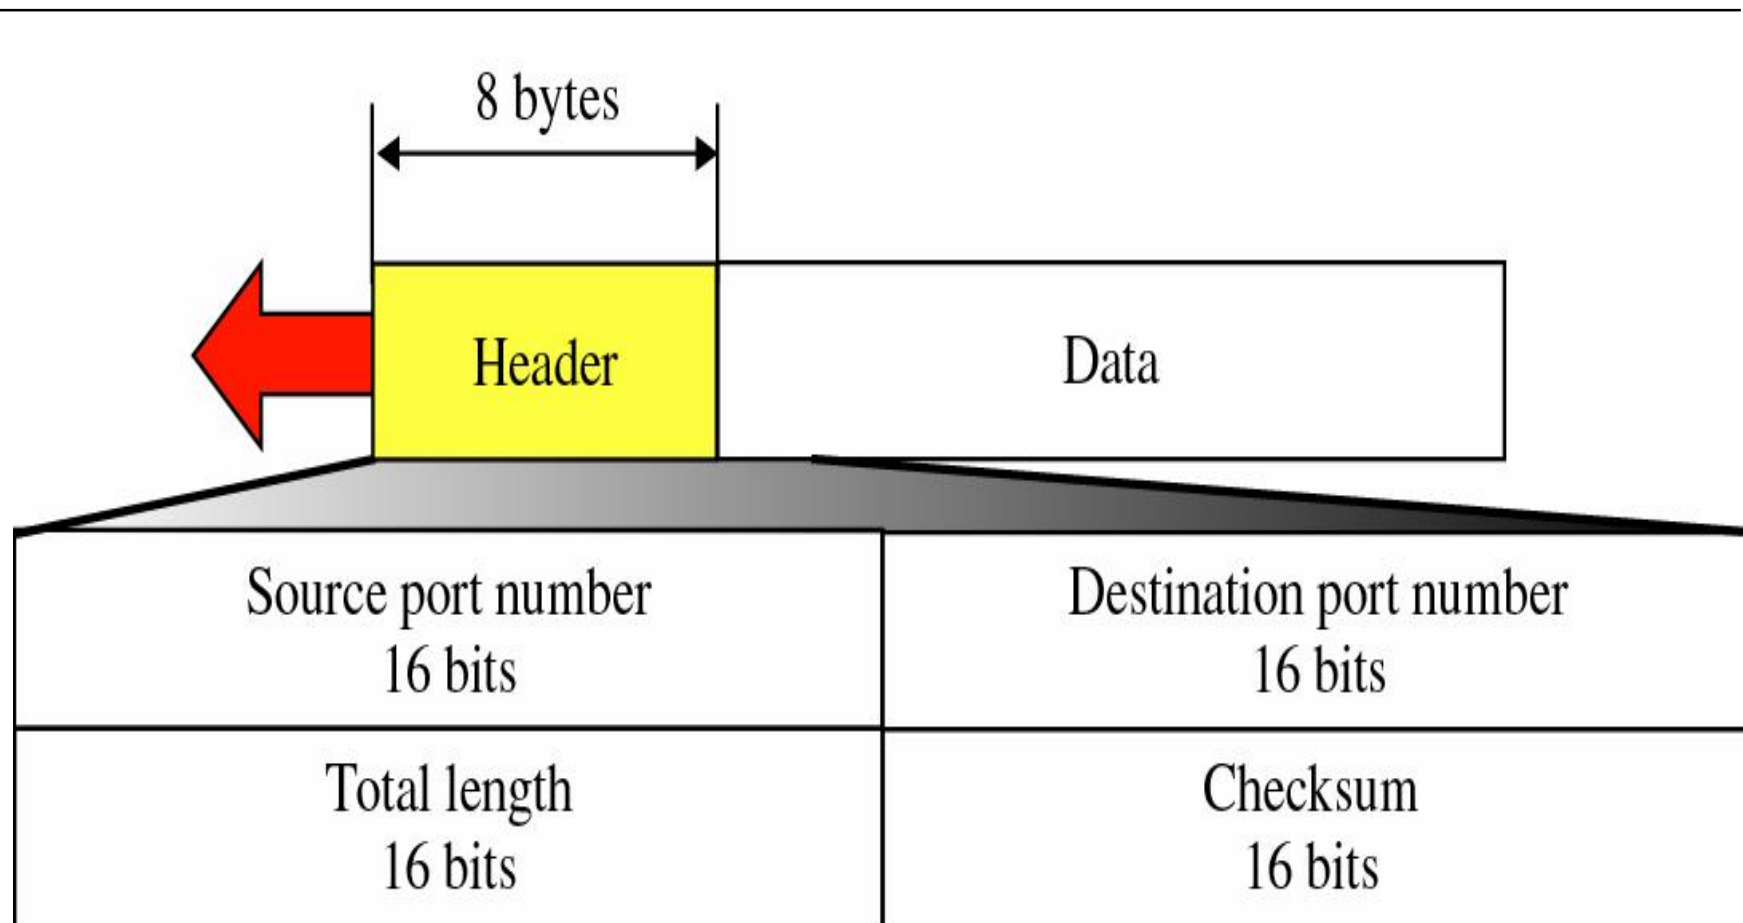 8 bytes
Header
Data
Source port number
16 bits
Destination port number
16 bits
Total length
16 bits
Checksum
16 bits